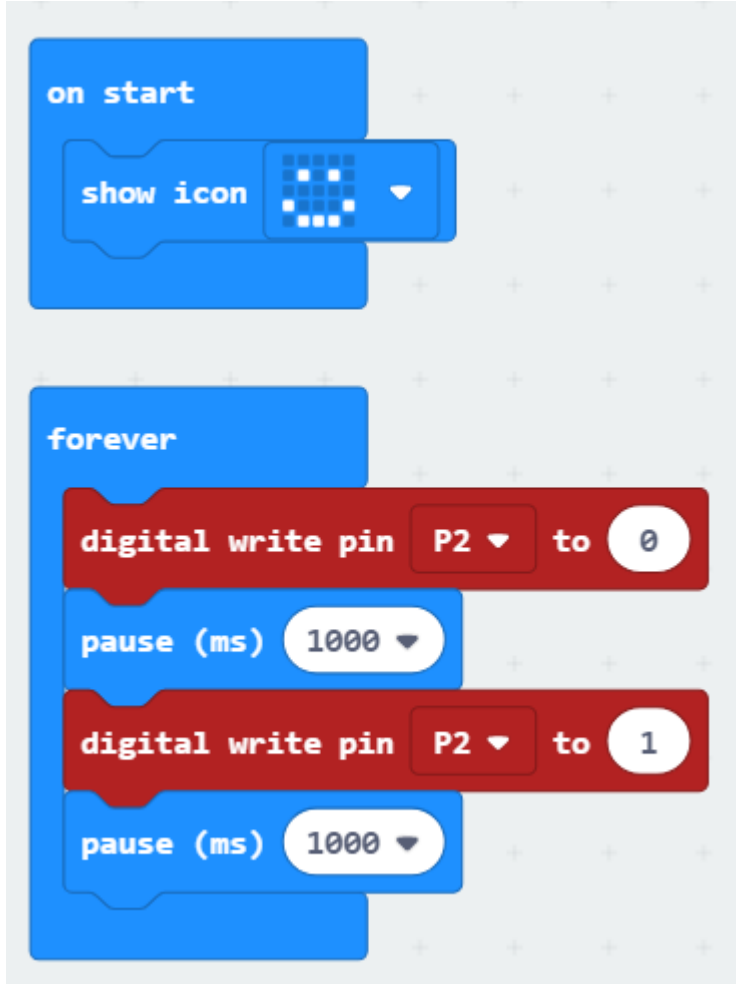 on start
show icon
forever
digital write pin P2 to 0
pause (ms) 1000
digital write pin P2 to 1
pause (ms) 1000